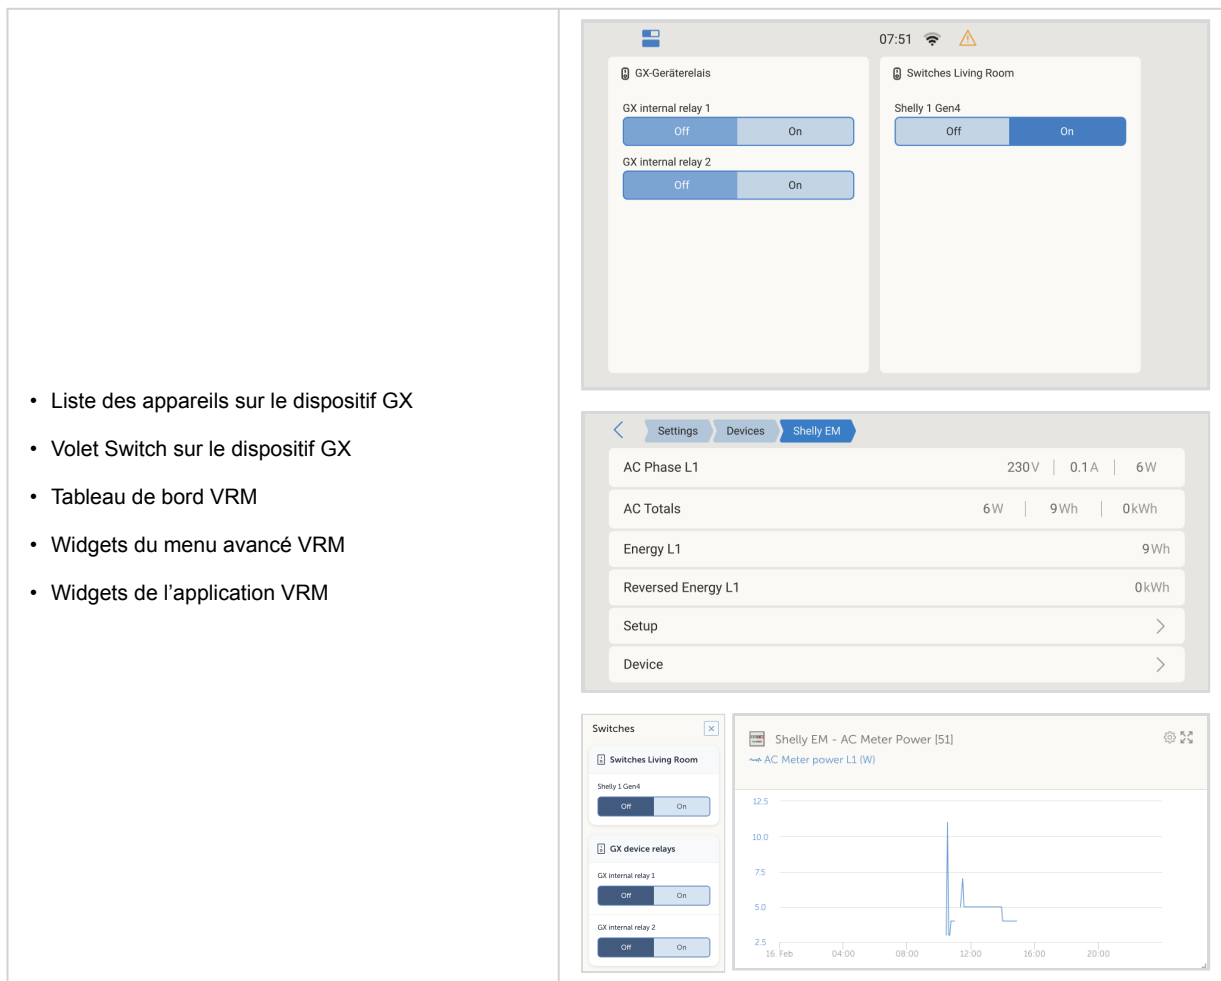 • Liste des appareils sur le dispositif GX
• Volet Switch sur le dispositif GX
• Tableau de bord VRM
• Widgets du menu avancé VRM
• Widgets de l’application VRM
07:51
GX-Geräterelais
GX internal relay 1
Off On
GX internal relay 2
Off On
Switches Living Room
Shelly 1 Gen4
Off On
Settings Devices Shelly EM
AC Phase L1 230V 0.1A 6W
AC Totals 6W 9Wh 0kWh
Energy L1 9Wh
Reversed Energy L1 0kWh
Setup
Device
Switches
Switches Living Room
Shelly 1 Gen4
Off On
GX device relays
GX internal relay 1
Off On
GX internal relay 2
Off On
Shelly EM - AC Meter Power [51]
AC Meter power L1 (W)
12.5
10.0
7.5
5.0
2.5
16. Feb 04:00 08:00 12:00 16:00 20:00